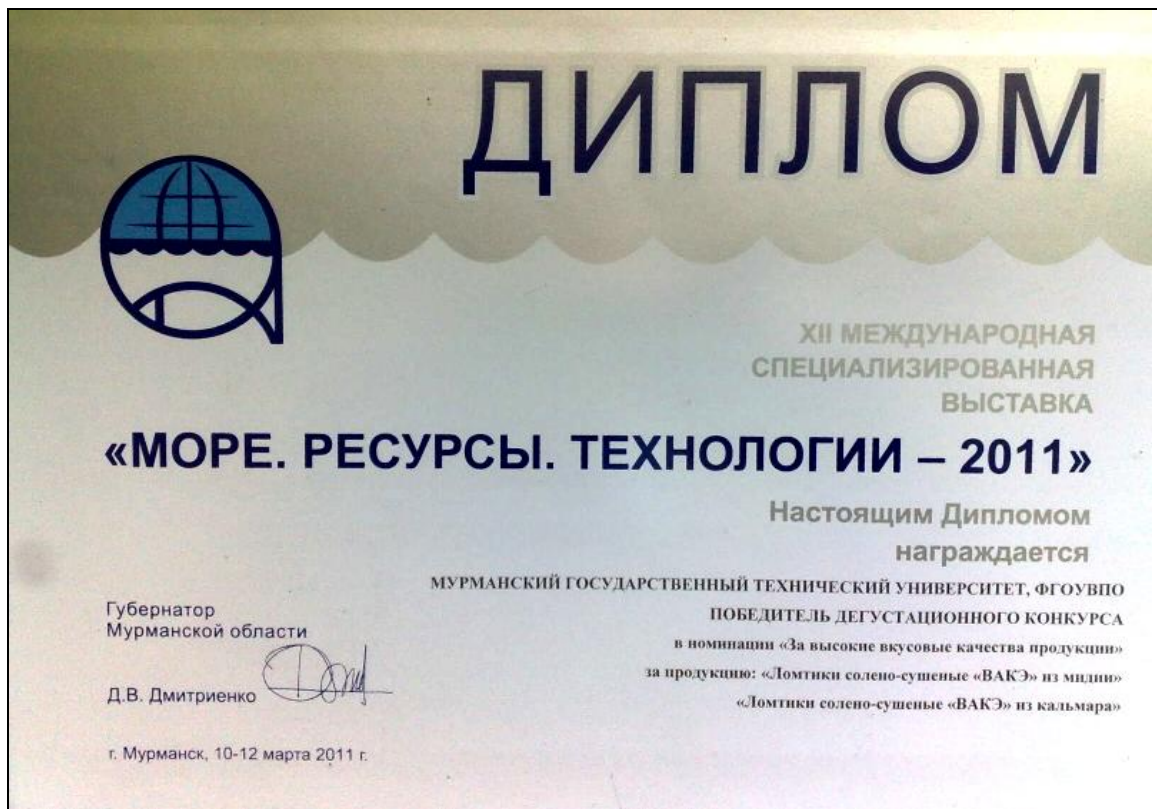 ДИПЛОМ
XII МЕЖДУНАРОДНАЯ
СПЕЦИАЛИЗИРОВАННАЯ
ВЫСТАВКА
«МОРЕ. РЕСУРСЫ. ТЕХНОЛОГИИ – 2011»
Настоящим Дипломом
награждается
МУРМАНСКИЙ ГОСУДАРСТВЕННЫЙ ТЕХНИЧЕСКИЙ УНИВЕРСИТЕТ, ФГОУВПО
ПОБЕДИТЕЛЬ ДЕГУСТАЦИОННОГО КОНКУРСА
в номинации «За высокие вкусовые качества продукции»
за продукцию: «Ломтики солено-сушеные «ВАКЭ» из мидии»
«Ломтики солено-сушеные «ВАКЭ» из кальмара»
Губернатор
Мурманской области
Д.В. Дмитриенко
г. Мурманск, 10-12 марта 2011 г.